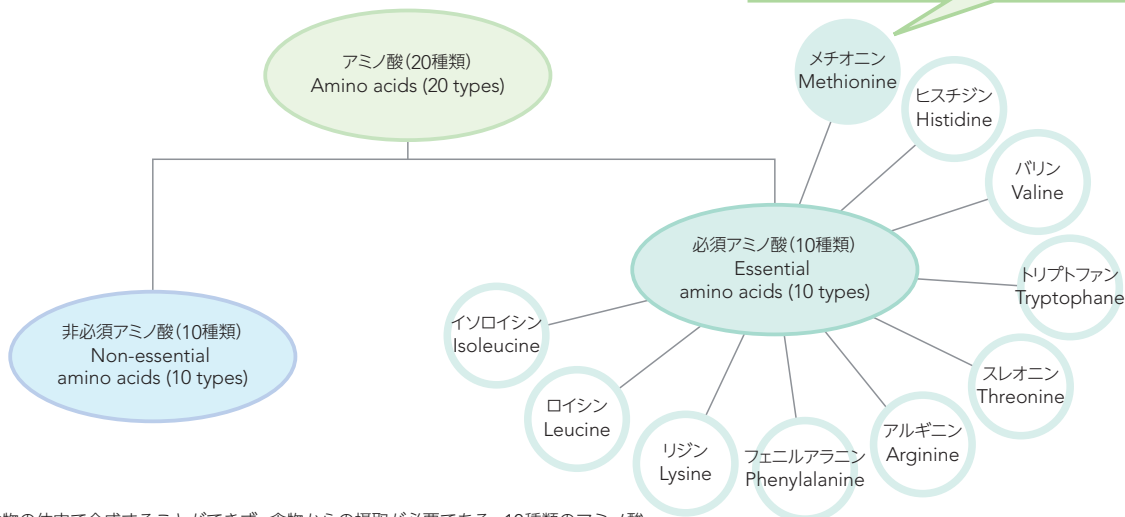 アミノ酸（20種類）
Amino acids (20 types)
メチオニン
Methionine
ヒスチジン
Histidine
バリン
Valine
必須アミノ酸（10種類）
Essential
amino acids (10 types)
トリプトファン
Tryptophane
非必須アミノ酸（10種類）
Non-essential
amino acids (10 types)
イソロイシン
Isoleucine
スレオニン
Threonine
ロイシン
Leucine
アルギニン
Arginine
リジン
Lysine
フェニルアラニン
Phenylalanine